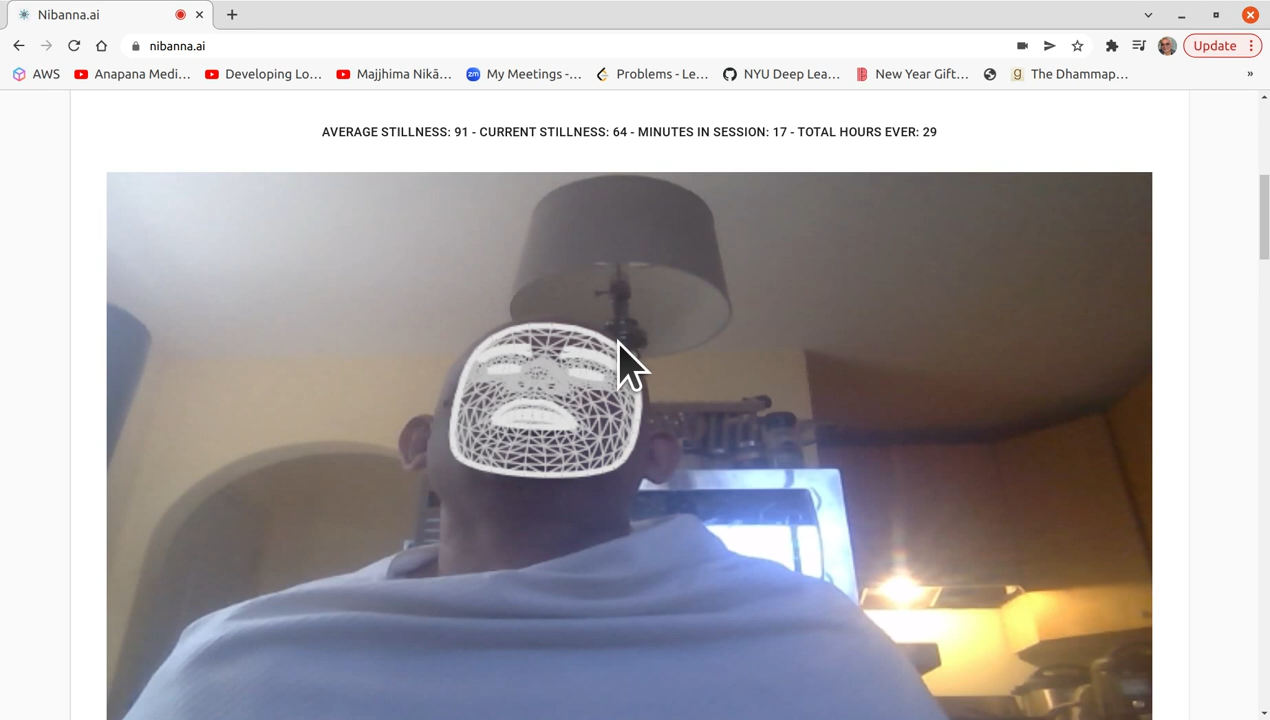 Nibanna.ai
nibanna.ai
Update
AWS
Anapana Medi...
Developing Lo...
Majjhima Nikā...
zm My Meetings -...
Problems - Le...
NYU Deep Lea...
New Year Gift...
g The Dhammap...
»
AVERAGE STILLNESS: 91 - CURRENT STILLNESS: 64 - MINUTES IN SESSION: 17 - TOTAL HOURS EVER: 29